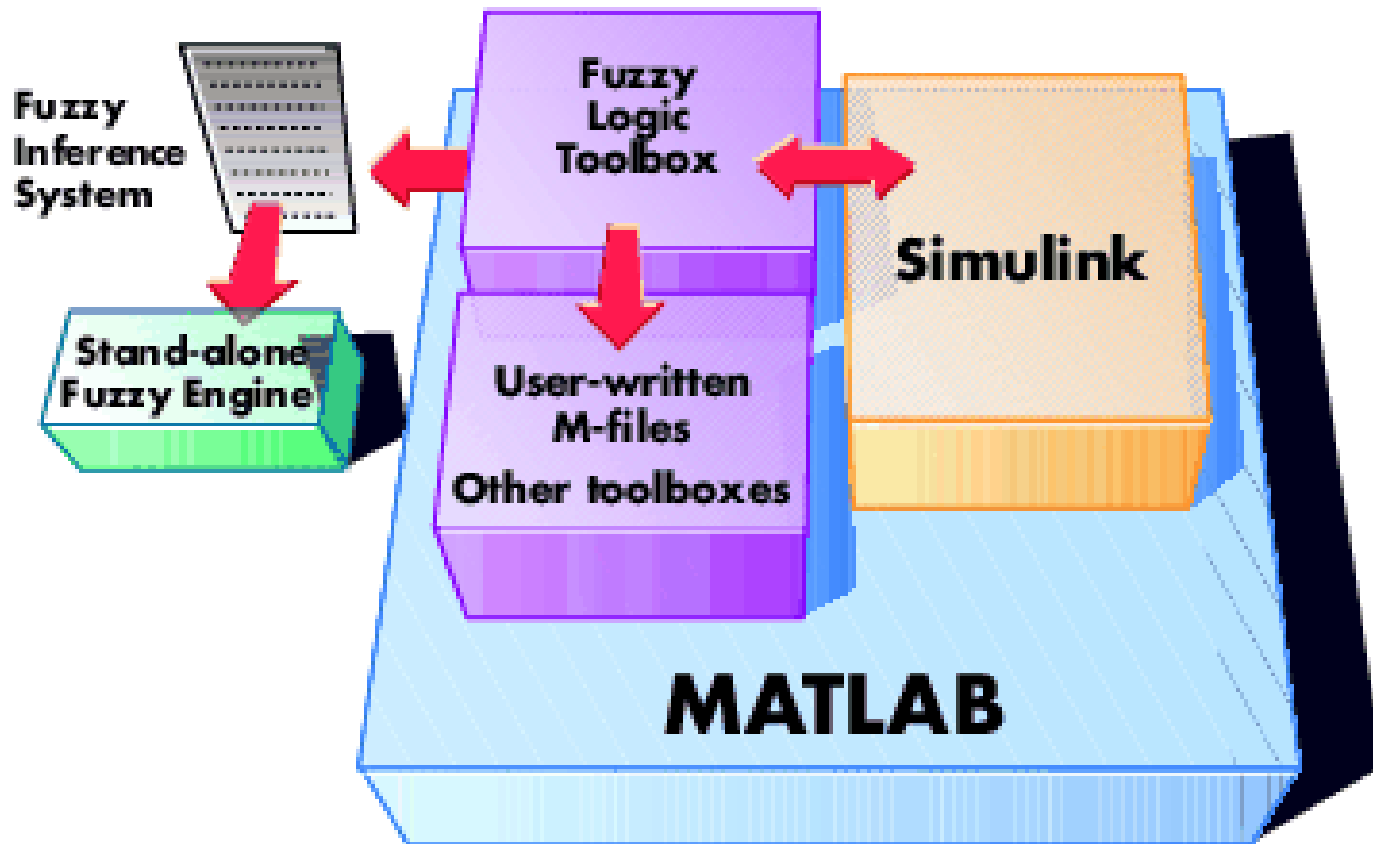 Fuzzy
Inference
System
Fuzzy
Logic
Toolbox
Simulink
Stand-alone
Fuzzy Engine
User-written
M-files
Other toolboxes
MATLAB